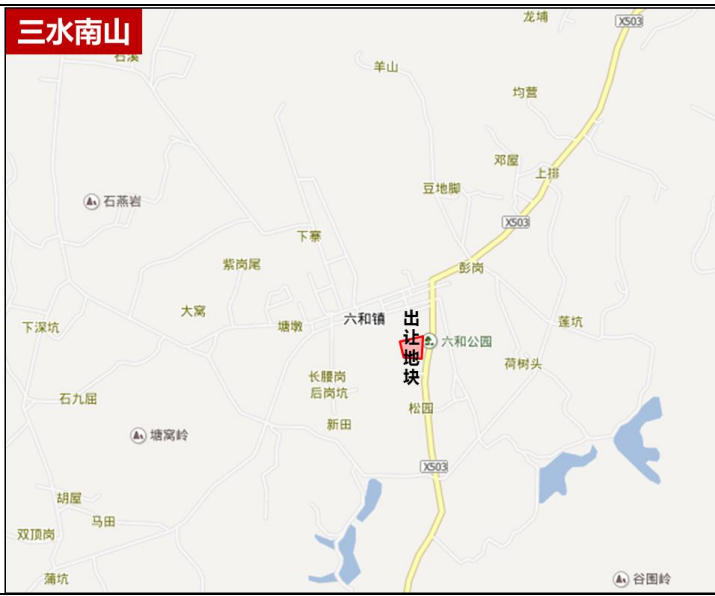 三水南山
龙埔
X503
石溪
羊山
均营
邓屋
上排
豆地脚
石燕岩
X503
下寨
紫岗尾
彭岗
大窝
六和镇
出让地块
下深坑
塘墩
莲坑
六和公园
荷树头
长腰岗
后岗坑
石九屈
松园
新田
塘窝岭
X503
胡屋
马田
双顶岗
蒲坑
谷围岭